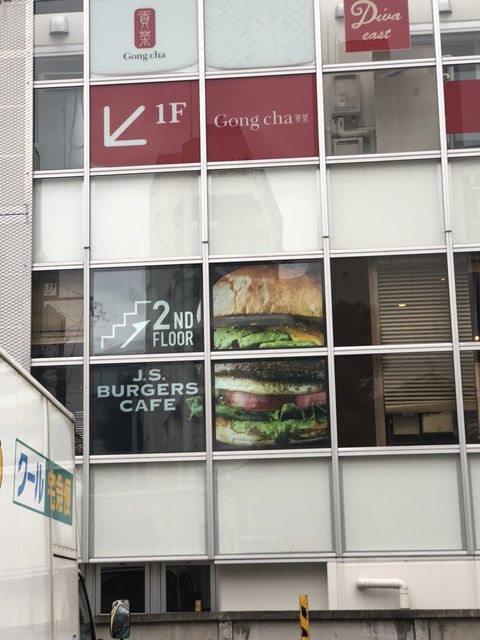 貢茶
Gong cha
Diva
east
1F
Gong cha 貢茶
2ND
FLOOR
J.S.
BURGERS
CAFE
クール宅急便